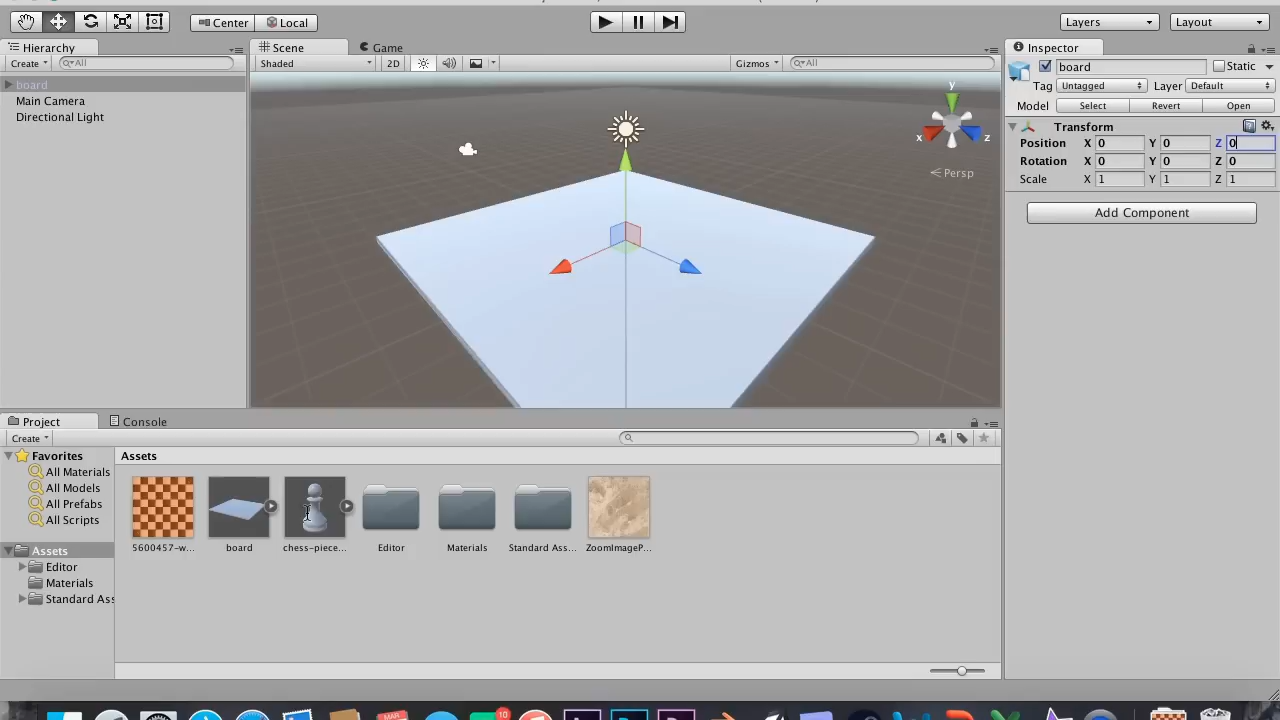 Center Local
Layers Layout
Hierarchy
Create All
board
Main Camera
Directional Light
Scene Game
Shaded 2D Gizmos All
y
x z
Persp
Inspector
board Static
Tag Untagged Layer Default
Model Select Revert Open
Transform
Position X 0 Y 0 Z 0
Rotation X 0 Y 0 Z 0
Scale X 1 Y 1 Z 1
Add Component
Project Console
Create
Favorites
All Materials
All Models
All Prefabs
All Scripts
Assets
Editor
Materials
Standard Ass
Assets
5600457-w... board chess-piece... Editor Materials Standard Ass... ZoomImageP...
MAR 10